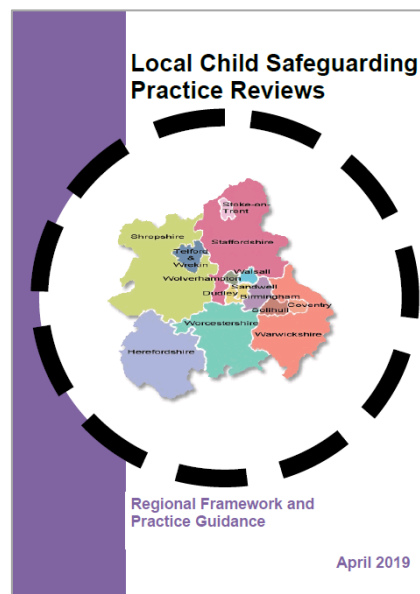 Local Child Safeguarding
Practice Reviews
Stoke-on-
Trent
Shropshire
Staffordshire
Telford
&
Wrekin
Walsall
Wolverhampton
Sandwell
Dudley
Birmingham
Coventry
Solihull
Worcestershire
Warwickshire
Herefordshire
Regional Framework and
Practice Guidance
April 2019